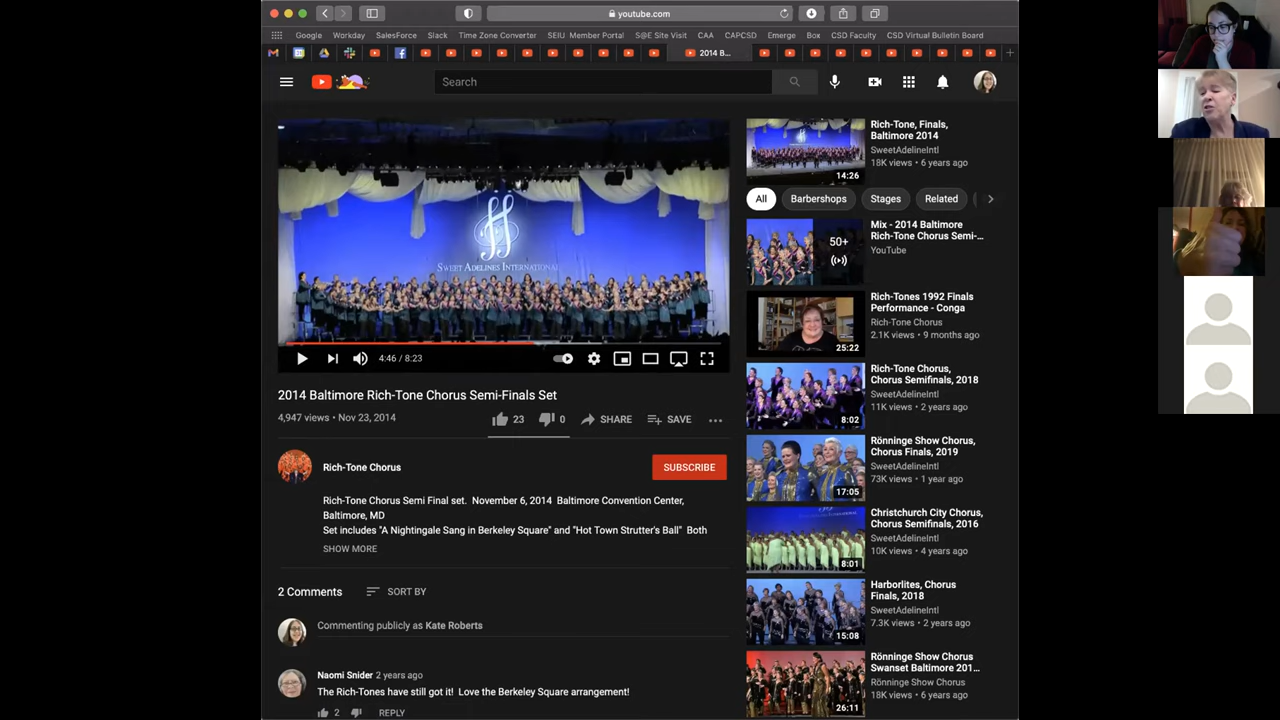 youtube.com
Google Workday SalesForce Slack Time Zone Converter SEIU Member Portal S@E Site Visit CAA CAPCSD Emerge Box CSD Faculty CSD Virtual Bulletin Board
2014 B...
Search
SWEET ADELINES INTERNATIONAL
4:46 / 8:23
2014 Baltimore Rich-Tone Chorus Semi-Finals Set
4,947 views • Nov 23, 2014
23 0 SHARE SAVE
Rich-Tone Chorus
SUBSCRIBE
Rich-Tone Chorus Semi Final set. November 6, 2014 Baltimore Convention Center,
Baltimore, MD
Set includes "A Nightingale Sang in Berkeley Square" and "Hot Town Strutter's Ball" Both
SHOW MORE
2 Comments SORT BY
Commenting publicly as Kate Roberts
Naomi Snider 2 years ago
The Rich-Tones have still got it! Love the Berkeley Square arrangement!
2 REPLY
Rich-Tone, Finals,
Baltimore 2014
SweetAdelineIntl
18K views • 6 years ago
14:26
All Barbershops Stages Related
Mix - 2014 Baltimore
Rich-Tone Chorus Semi-...
YouTube
50+
Rich-Tones 1992 Finals
Performance - Conga
Rich-Tone Chorus
2.1K views • 9 months ago
25:22
Rich-Tone Chorus,
Chorus Semifinals, 2018
SweetAdelineIntl
11K views • 2 years ago
8:02
Rönninge Show Chorus,
Chorus Finals, 2019
SweetAdelineIntl
73K views • 1 year ago
17:05
Christchurch City Chorus,
Chorus Semifinals, 2016
SweetAdelineIntl
10K views • 4 years ago
8:01
Harborlites, Chorus
Finals, 2018
SweetAdelineIntl
7.3K views • 2 years ago
15:08
Rönninge Show Chorus
Swanset Baltimore 201...
Rönninge Show Chorus
18K views • 6 years ago
26:11